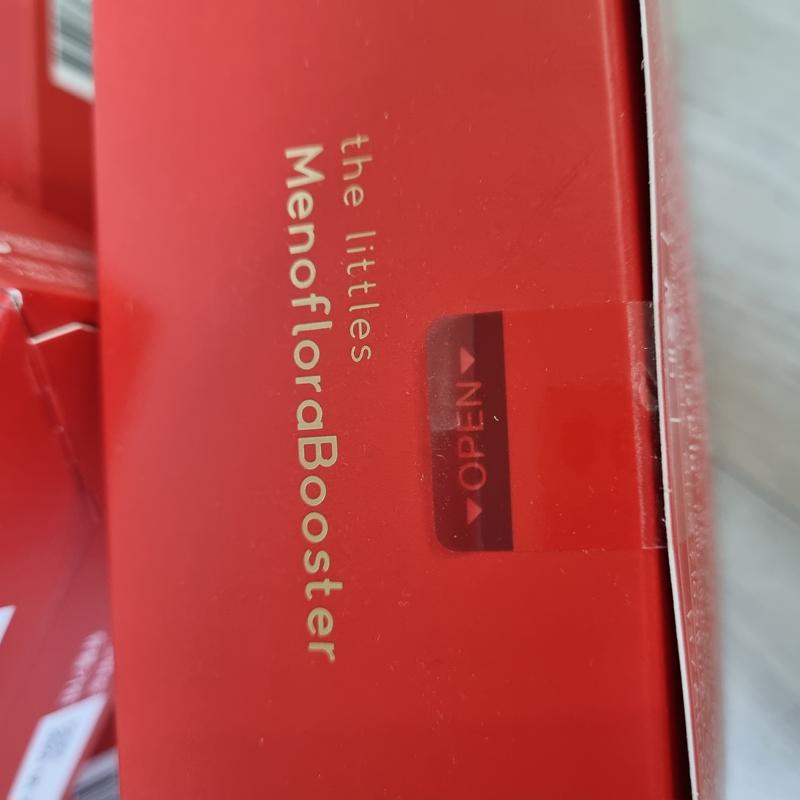 the littles
MenofloraBooster
◄OPEN►